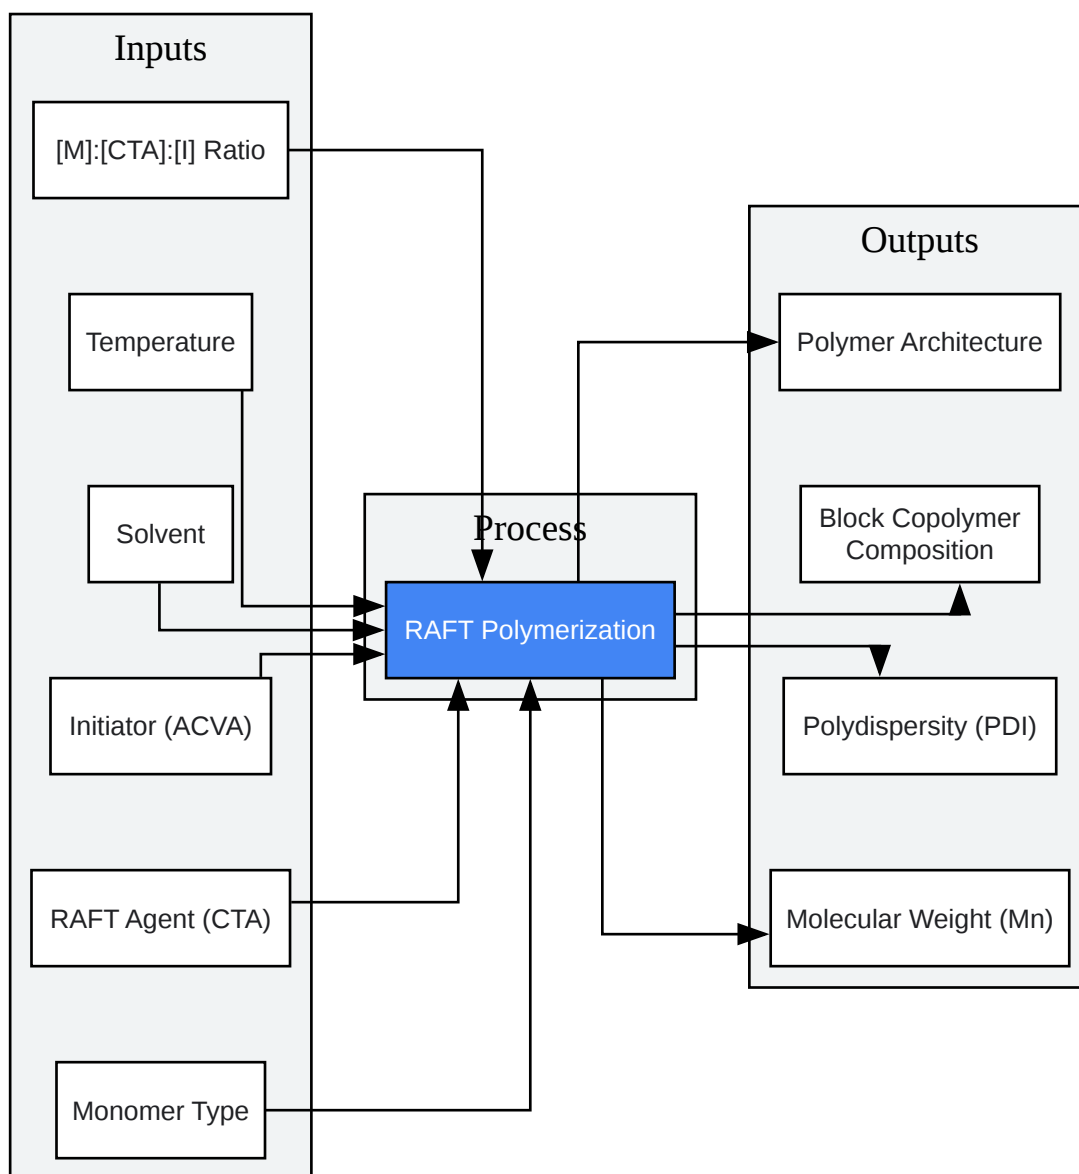 Inputs
[M]:[CTA]:[I] Ratio
Temperature
Solvent
Initiator (ACVA)
RAFT Agent (CTA)
Monomer Type
Process
RAFT Polymerization
Outputs
Polymer Architecture
Block Copolymer
Composition
Polydispersity (PDI)
Molecular Weight (Mn)